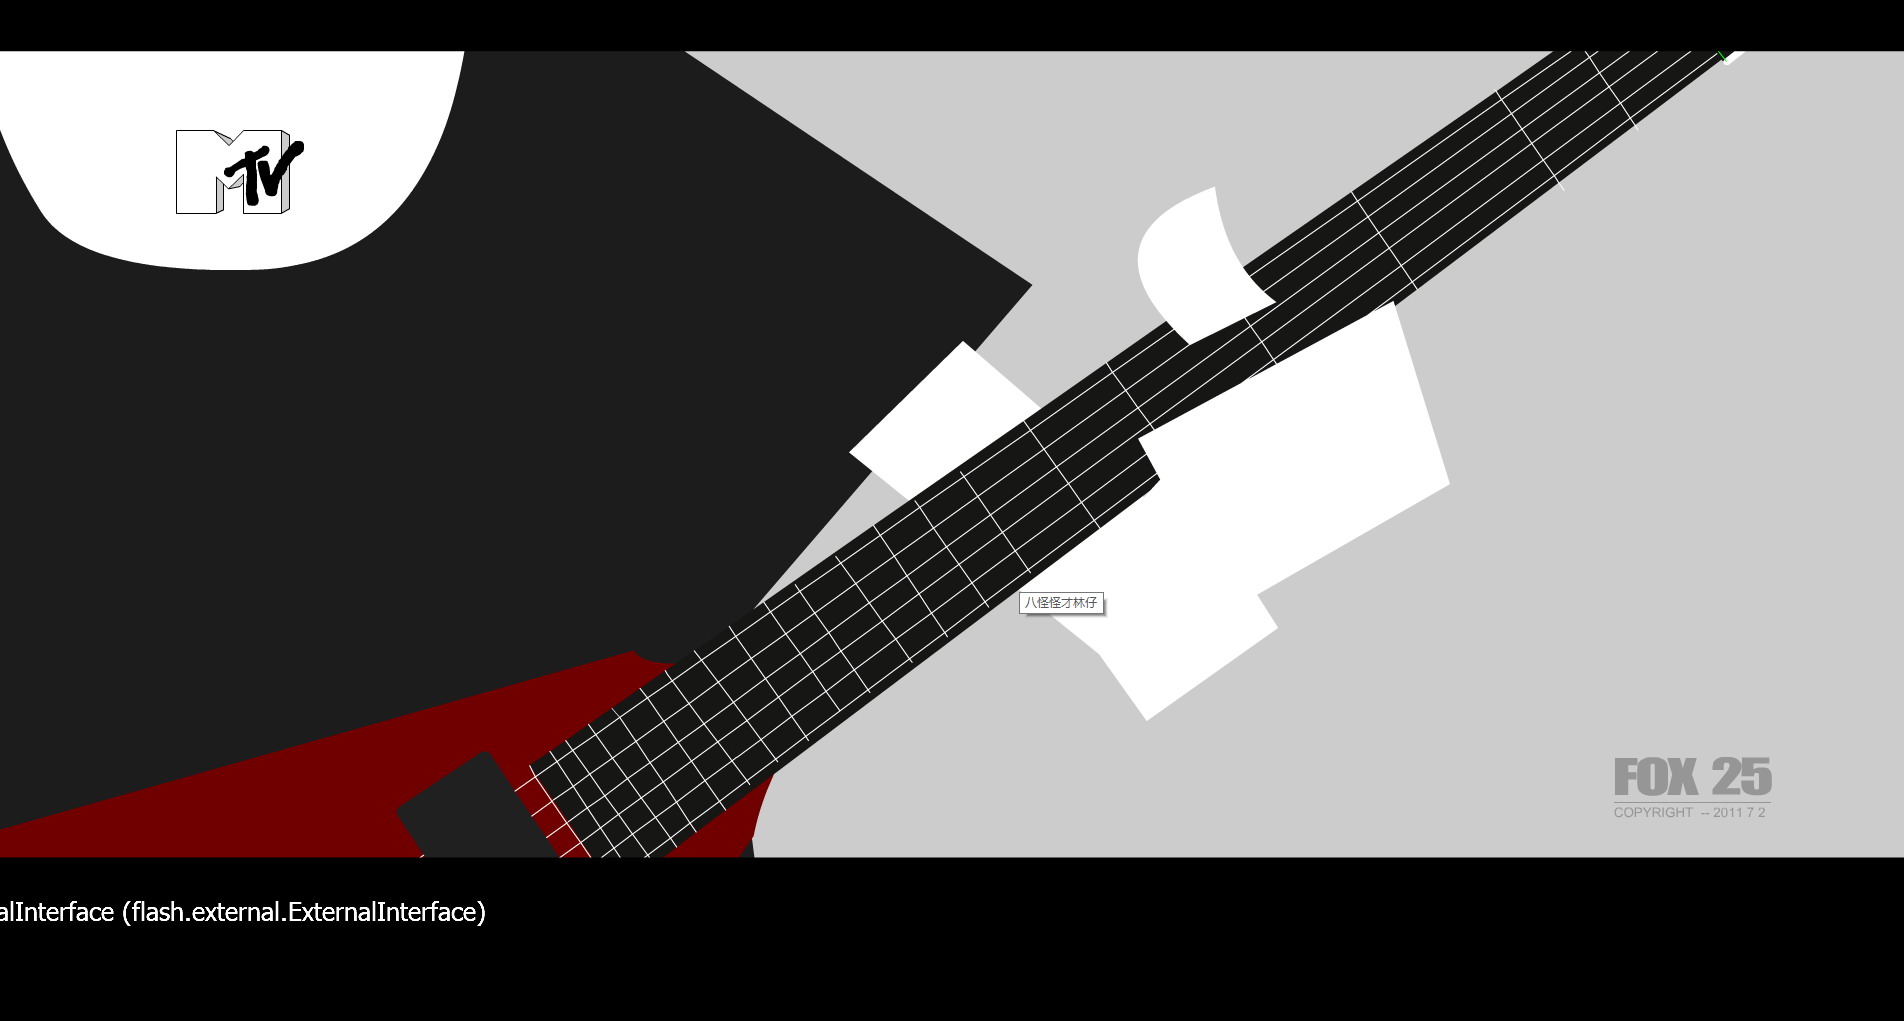 MTV
八怪怪才林仔
FOX 25
COPYRIGHT -- 2011 7 2
alInterface (flash.external.ExternalInterface)